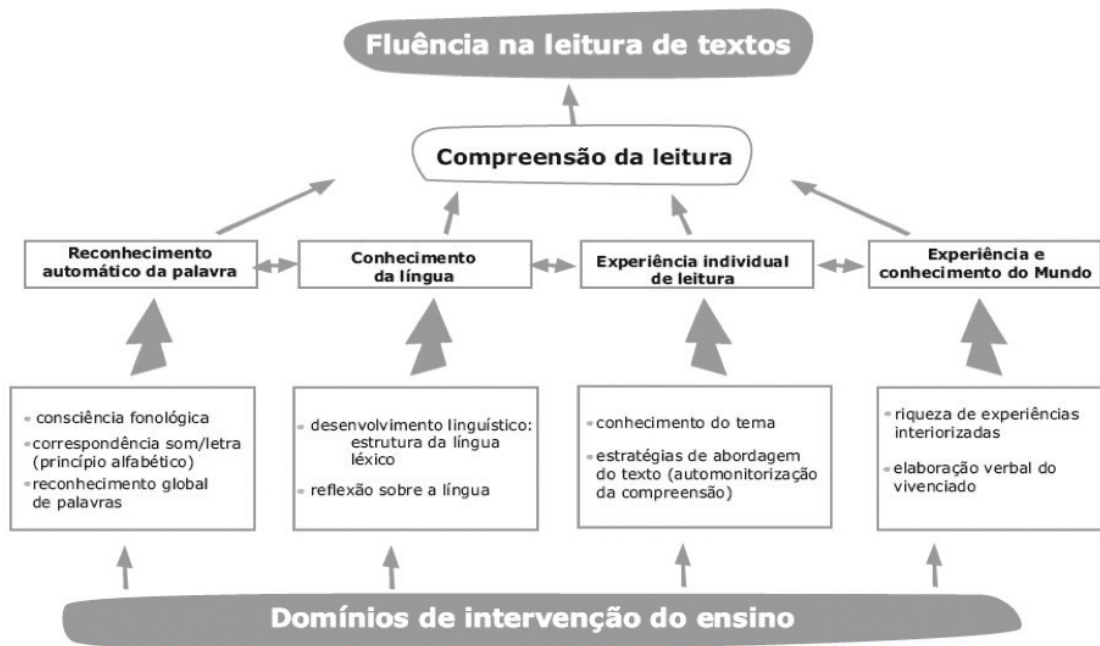 Fluência na leitura de textos
Compreensão da leitura
Reconhecimento
automático da palavra
Conhecimento
da língua
Experiência individual
de leitura
Experiência e
conhecimento do Mundo
consciência fonológica
correspondência som/letra
(princípio alfabético)
reconhecimento global
de palavras
desenvolvimento linguístico:
estrutura da língua
léxico
reflexão sobre a língua
conhecimento do tema
estratégias de abordagem
do texto (automonitorização
da compreensão)
riqueza de experiências
interiorizadas
elaboração verbal do
vivenciado
Domínios de intervenção do ensino